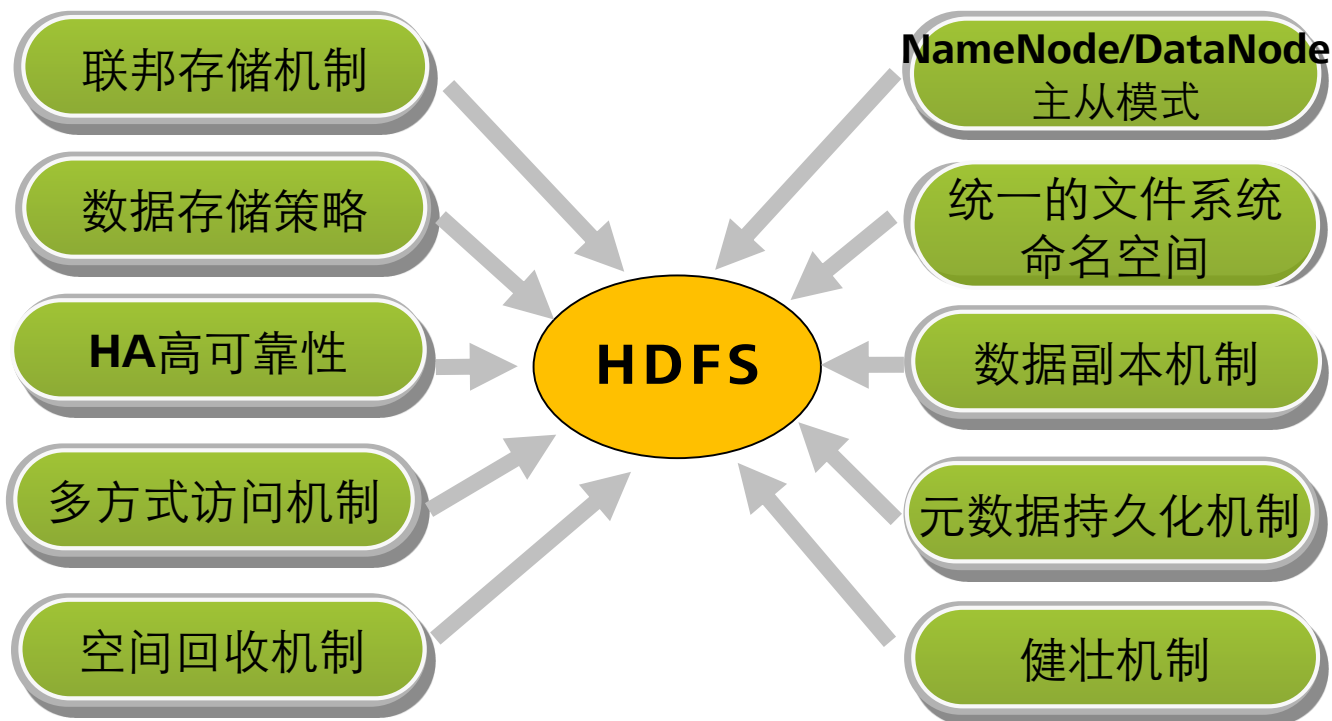 联邦存储机制
数据存储策略
HA高可靠性
多方式访问机制
空间回收机制
HDFS
NameNode/DataNode
主从模式
统一的文件系统
命名空间
数据副本机制
元数据持久化机制
健壮机制